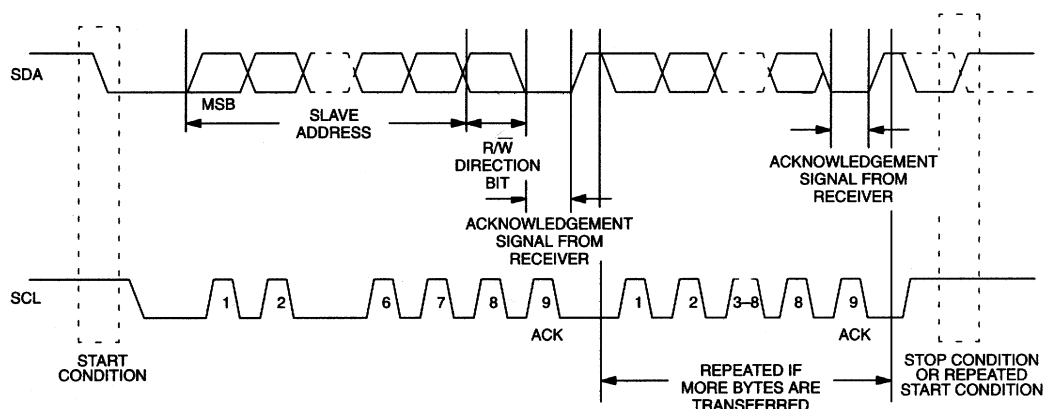 SDA
MSB
SLAVE
ADDRESS
R/W̅
DIRECTION
BIT
ACKNOWLEDGEMENT
SIGNAL FROM
RECEIVER
ACKNOWLEDGEMENT
SIGNAL FROM
RECEIVER
SCL
1 2 6 7 8 9 1 2 3–8 8 9
ACK
ACK
START
CONDITION
REPEATED IF
MORE BYTES ARE
TRANSFERRED
STOP CONDITION
OR REPEATED
START CONDITION